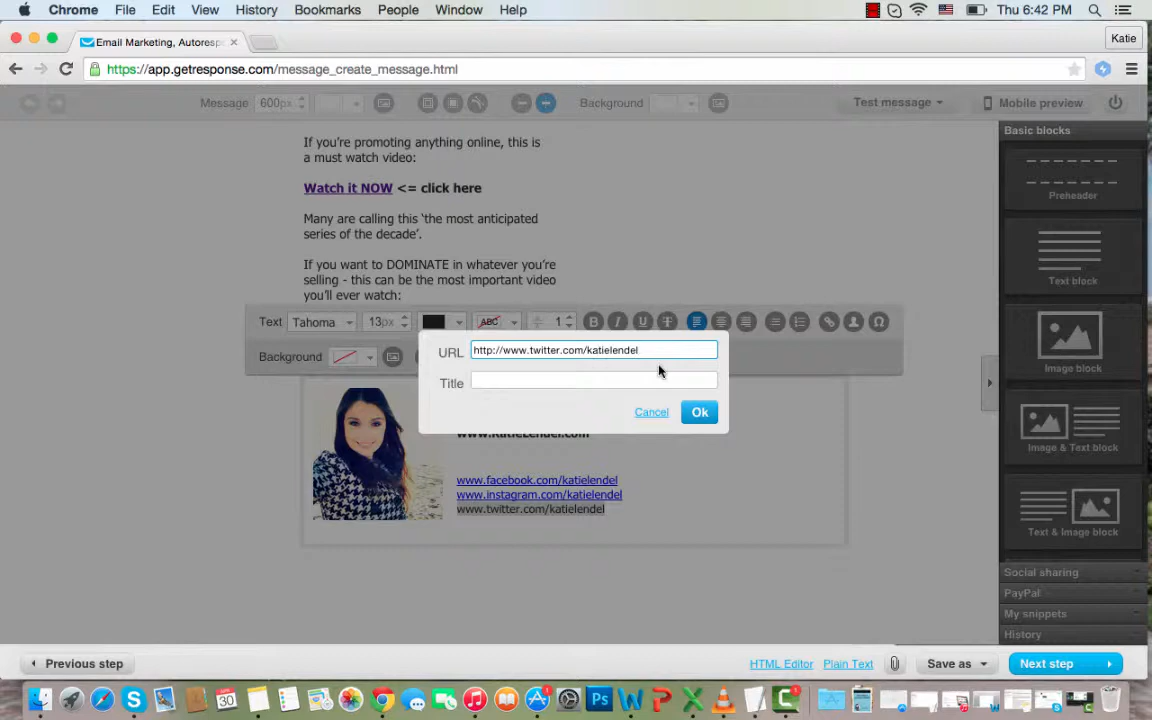 Chrome File Edit View History Bookmarks People Window Help Thu 6:42 PM
Email Marketing, Autoresp Katie
https://app.getresponse.com/message_create_message.html
Message 600px Background Test message Mobile preview
Basic blocks
If you're promoting anything online, this is
a must watch video:
Preheader
Watch it NOW <= click here
Many are calling this 'the most anticipated
series of the decade'.
If you want to DOMINATE in whatever you're
selling - this can be the most important video
you'll ever watch:
Text block
Text Tahoma 13px ABC 1 B I U T
Background
URL http://www.twitter.com/katielendel
Title
Cancel Ok
Image block
www.KatieLendel.com
Image & Text block
www.facebook.com/katielendel
www.instagram.com/katielendel
www.twitter.com/katielendel
Text & Image block
Social sharing
PayPal
My snippets
History
Previous step HTML Editor Plain Text Save as Next step
30
Ps